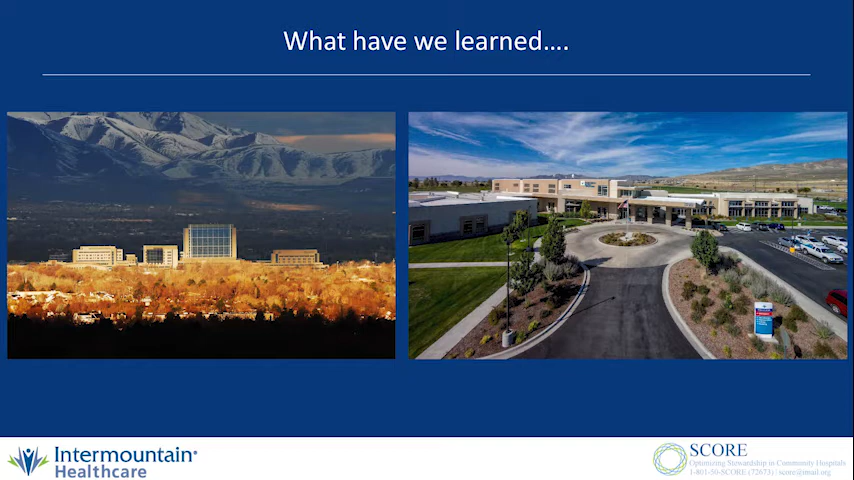 What have we learned....
Intermountain®
Healthcare
SCORE
Optimizing Stewardship in Community Hospitals
1-801-50-SCORE (72673) | score@imail.org